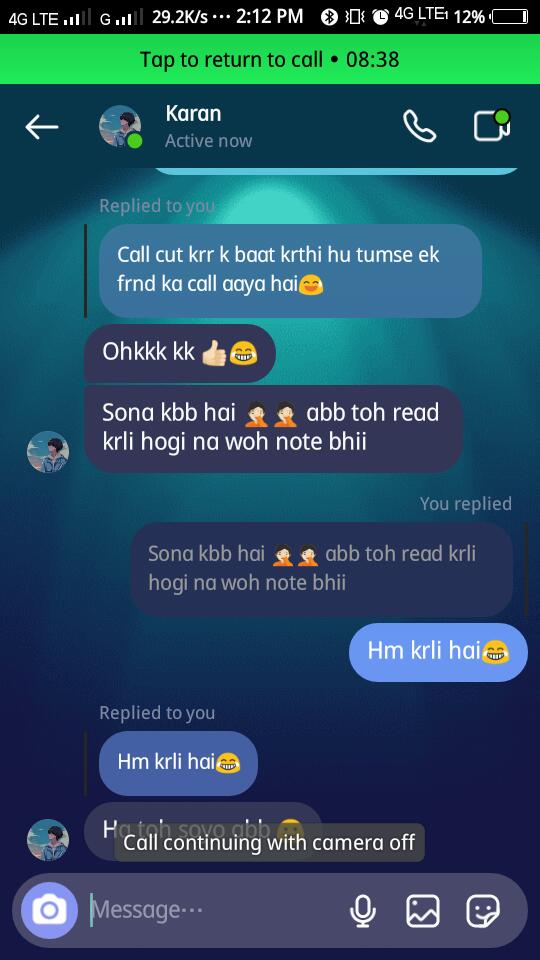 4G LTE G 29.2K/s ··· 2:12 PM 4G LTE 12%
Tap to return to call • 08:38
Karan
Active now
Replied to you
Call cut krr k baat krthi hu tumse ek
frnd ka call aaya hai😄
Ohkkk kk 👍🏻😂
Sona kbb hai 🤦🏻🤦🏻 abb toh read
krli hogi na woh note bhii
You replied
Sona kbb hai 🤦🏻🤦🏻 abb toh read krli
hogi na woh note bhii
Hm krli hai😂
Replied to you
Hm krli hai😂
Ha toh soyo abb
Call continuing with camera off
Message···